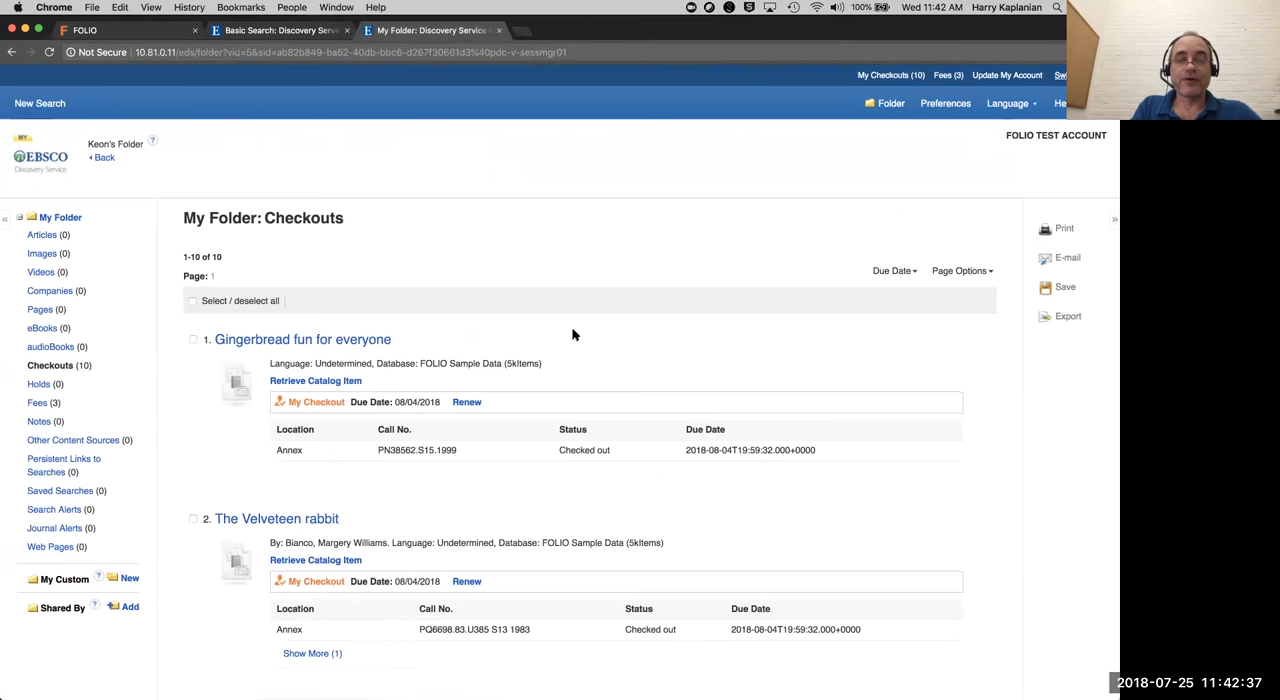 Chrome File Edit View History Bookmarks People Window Help 100% Wed 11:42 AM Harry Kaplanian
FOLIO Basic Search: Discovery Serv My Folder: Discovery Service
Not Secure 10.81.0.11/eds/folder?vid=6&sid=ab82b849-ba52-40db-bbc6-d267f30661d3%40pdc-v-sessmgr01
My Checkouts (10) Fees (3) Update My Account Swi
New Search Folder Preferences Language He
MY
EBSCO
Discovery Service
Keon's Folder ?
Back
FOLIO TEST ACCOUNT
My Folder
Articles (0)
Images (0)
Videos (0)
Companies (0)
Pages (0)
eBooks (0)
audioBooks (0)
Checkouts (10)
Holds (0)
Fees (3)
Notes (0)
Other Content Sources (0)
Persistent Links to
Searches (0)
Saved Searches (0)
Search Alerts (0)
Journal Alerts (0)
Web Pages (0)
My Custom ? New
Shared By ? Add
My Folder: Checkouts
1-10 of 10
Page: 1
Due Date Page Options
Select / deselect all
1. Gingerbread fun for everyone
Language: Undetermined, Database: FOLIO Sample Data (5kItems)
Retrieve Catalog Item
My Checkout Due Date: 08/04/2018 Renew
Location Call No. Status Due Date
Annex PN38562.S15.1999 Checked out 2018-08-04T19:59:32.000+0000
2. The Velveteen rabbit
By: Bianco, Margery Williams. Language: Undetermined, Database: FOLIO Sample Data (5kItems)
Retrieve Catalog Item
My Checkout Due Date: 08/04/2018 Renew
Location Call No. Status Due Date
Annex PQ6698.83.U385 S13 1983 Checked out 2018-08-04T19:59:32.000+0000
Show More (1)
Print
E-mail
Save
Export
2018-07-25 11:42:37